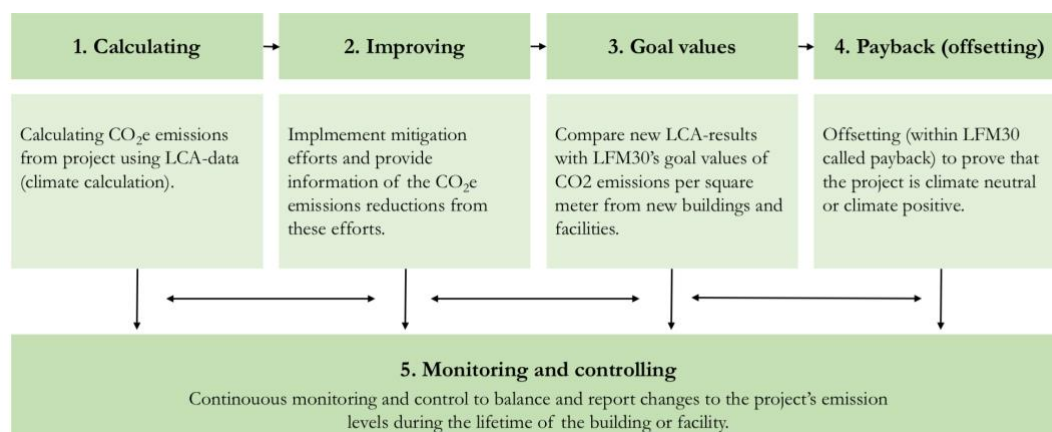 1. Calculating
2. Improving
3. Goal values
4. Payback (offsetting)
Calculating CO₂e emissions
from project using LCA-data
(climate calculation).
Implmement mitigation
efforts and provide
information of the CO₂e
emissions reductions from
these efforts.
Compare new LCA-results
with LFM30's goal values of
CO2 emissions per square
meter from new buildings and
facilities.
Offsetting (within LFM30
called payback) to prove that
the project is climate neutral
or climate positive.
5. Monitoring and controlling
Continouous monitoring and control to balance and report changes to the project's emission
levels during the lifetime of the building or facility.